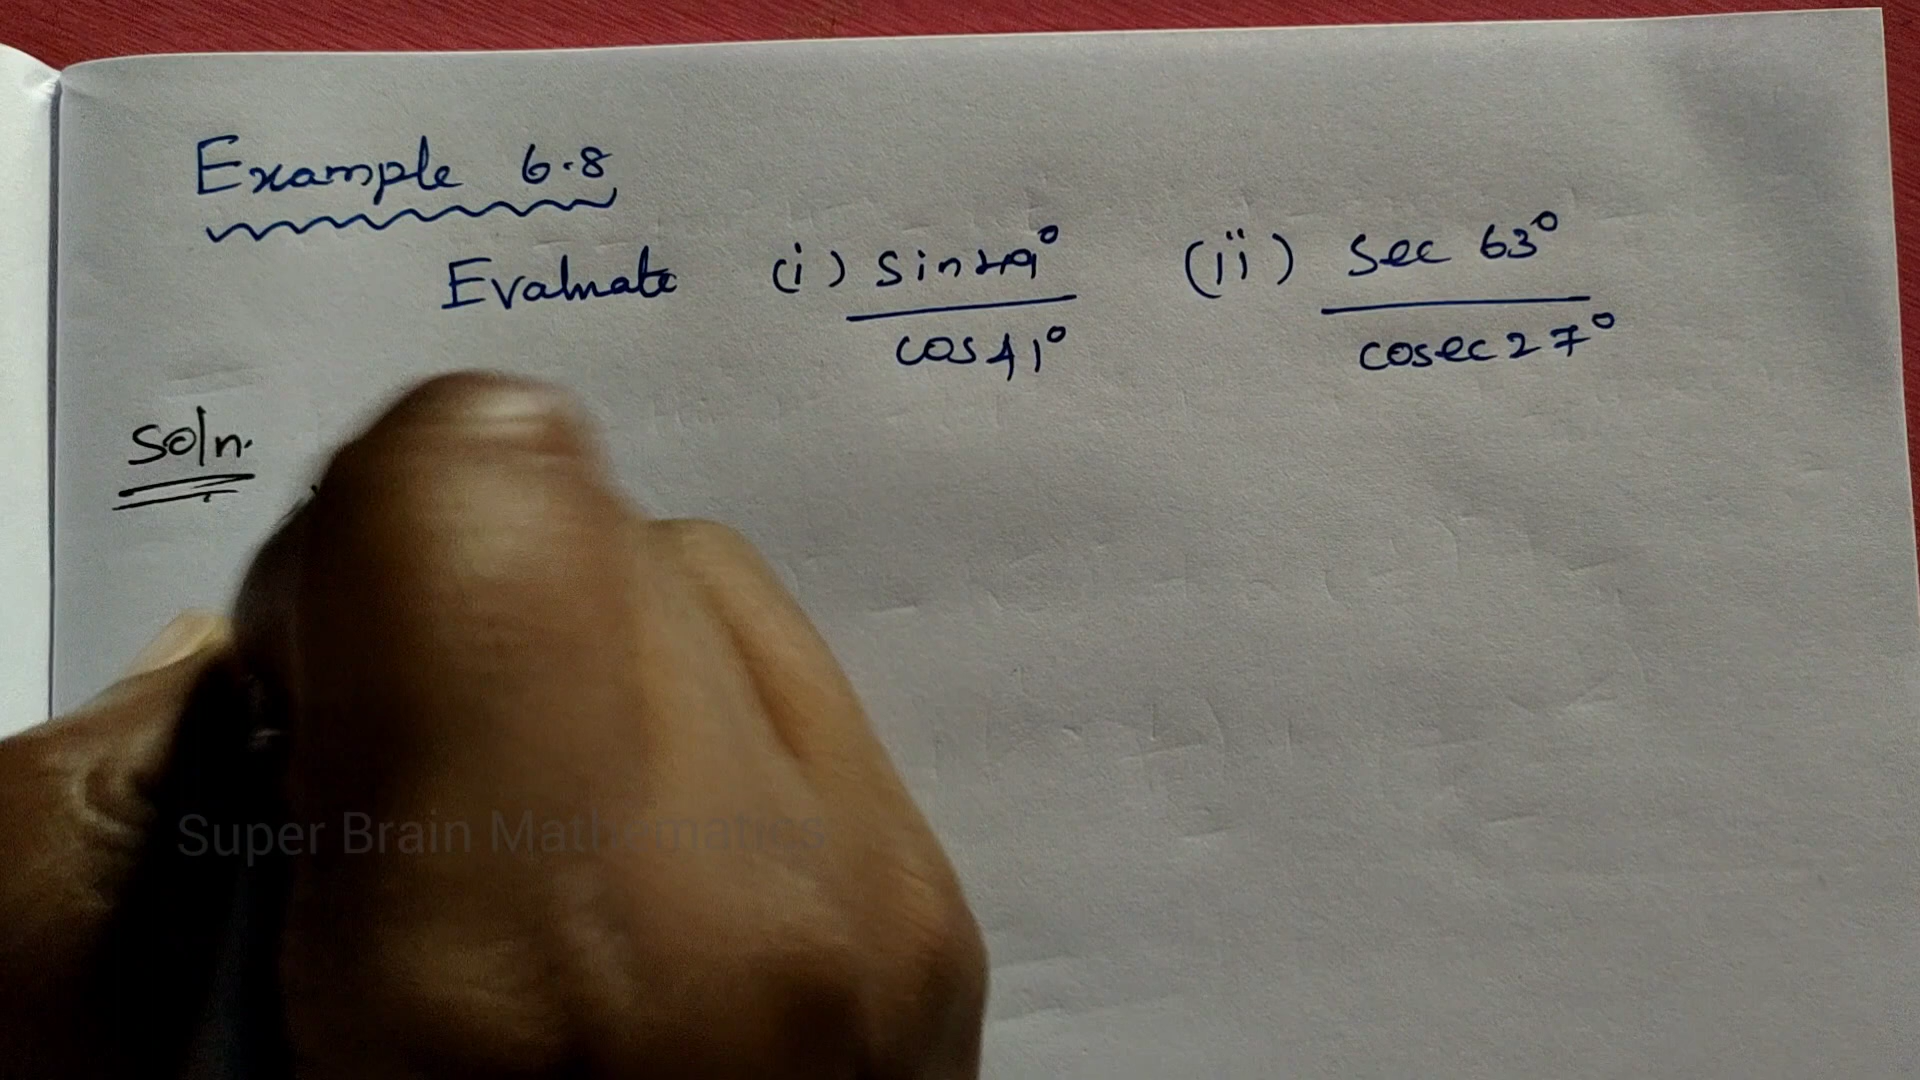 Example 6.8
Evaluate (i) sin 49° / cos 41° (ii) sec 63° / cosec 27°
Soln.
Super Brain Mathematics